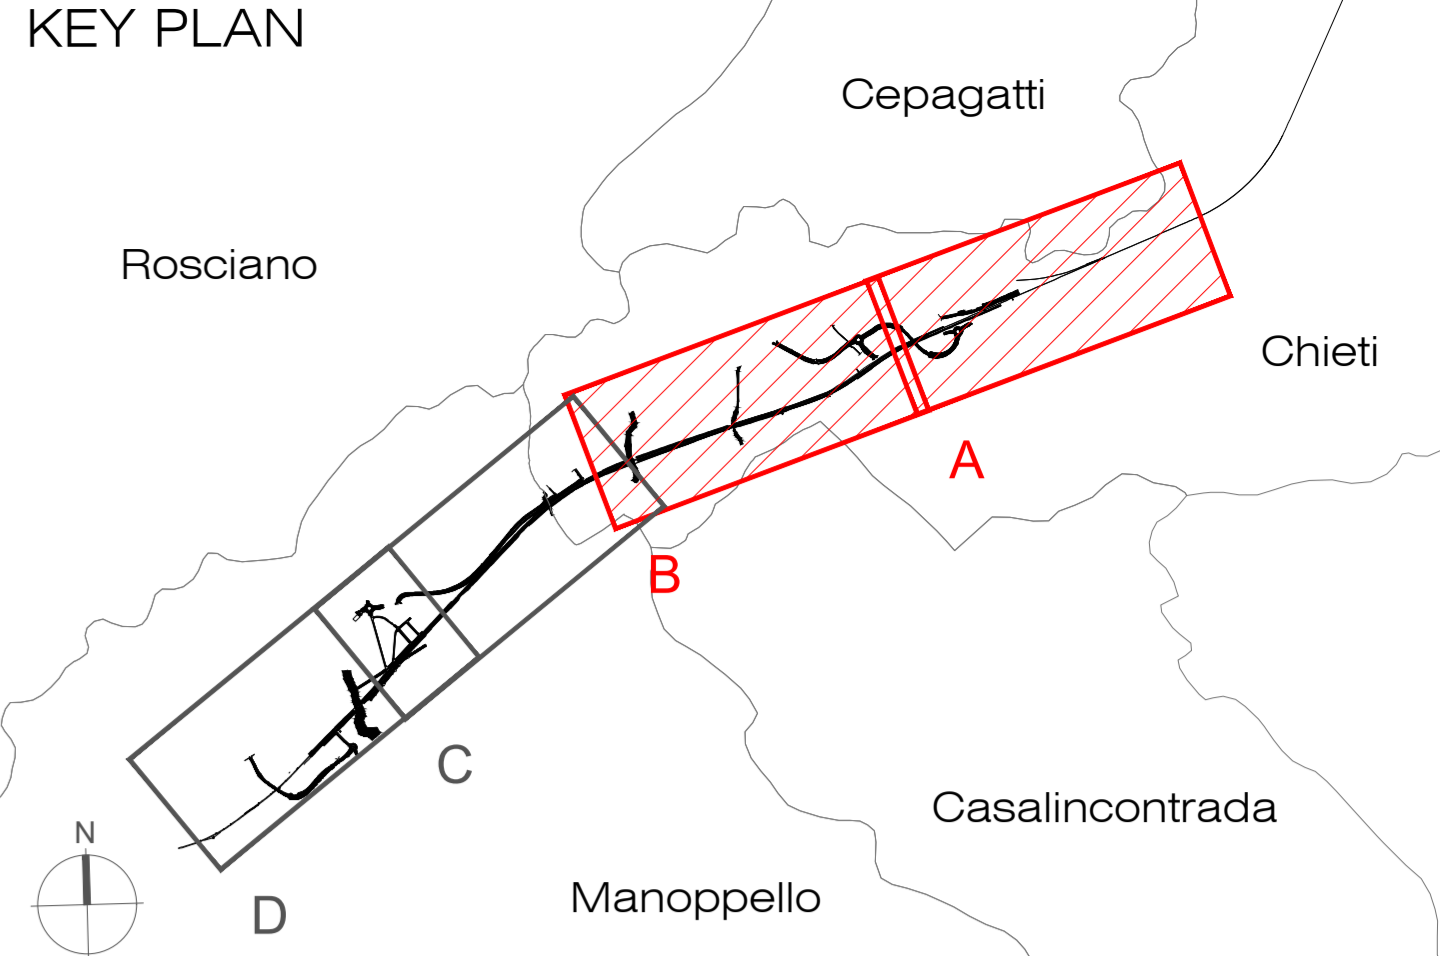 KEY PLAN
Cepagatti
Rosciano
Chieti
A
B
C
Casalincontrada
N
Manoppello
D